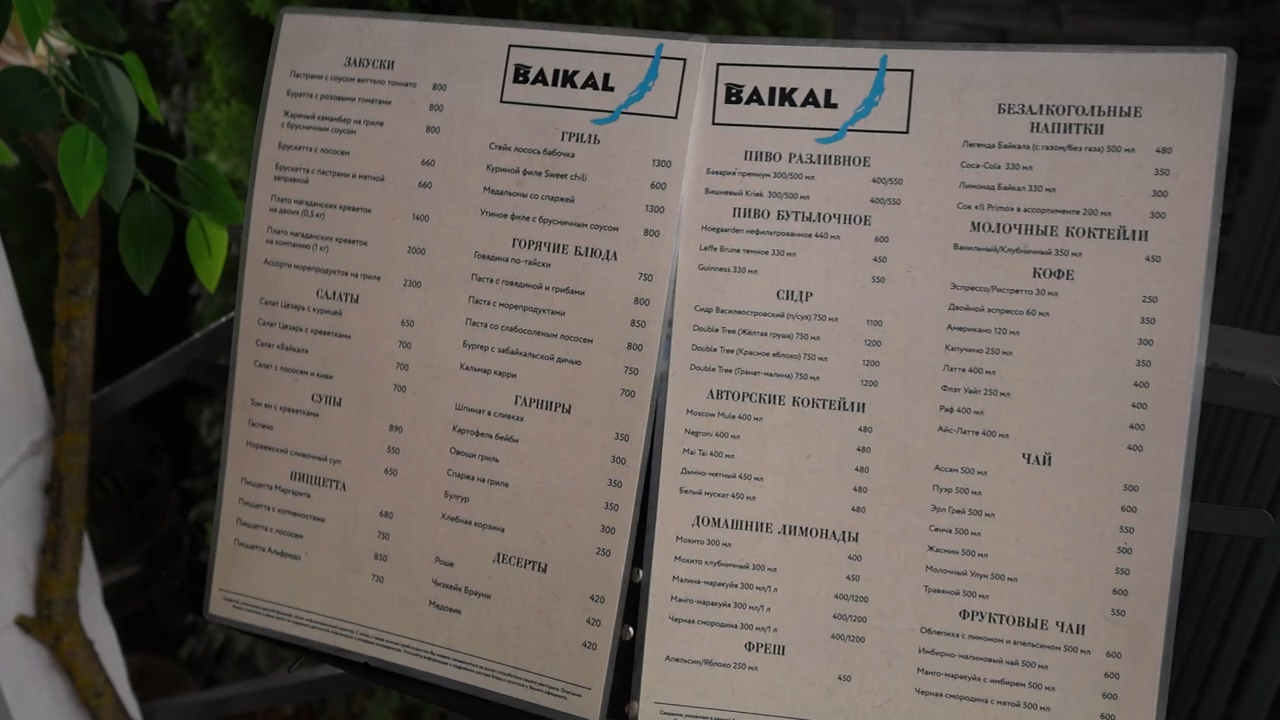 ЗАКУСКИ
Пастрами с соусом виттело тоннато 800
Буратта с розовыми томатами 800
Жареный камамбер на гриле
с брусничным соусом 800
Брускетта с лососем 660
Брускетта с пастрами и мятной
заправкой 660
Плато магаданских креветок
на двоих (0,5 кг) 1400
Плато магаданских креветок
на компанию (1 кг) 2000
Ассорти морепродуктов на гриле 2300
САЛАТЫ
Салат Цезарь с курицей 650
Салат Цезарь с креветками 700
Салат «Байкал» 700
Салат с лососем и киви 700
СУПЫ
Том ям с креветками 890
Гаспачо 550
Норвежский сливочный суп 650
ПИЦЦЕТТА
Пиццетта Маргарита 680
Пиццетта с копченостями 750
Пиццетта с лососем 850
Пиццетта Альфредо 730
BAIKAL
ГРИЛЬ
Стейк лосось бабочка 1300
Куриной филе Sweet chili 600
Медальоны со спаржей 1300
Утиное филе с брусничным соусом 800
ГОРЯЧИЕ БЛЮДА
Говядина по-тайски 750
Паста с говядиной и грибами 800
Паста с морепродуктами 850
Паста со слабосоленым лососем 800
Бургер с забайкальской дичью 750
Кальмар карри 700
ГАРНИРЫ
Шпинат в сливках 350
Картофель бейби 300
Овощи гриль 350
Спаржа на гриле 350
Булгур 300
Хлебная корзина 250
ДЕСЕРТЫ
Роше 420
Чизкейк Брауни 420
Медовик 420
BAIKAL
ПИВО РАЗЛИВНОЕ
Бавария премиум 300/500 мл 400/550
Вишневый Kriek 300/500 мл 400/550
ПИВО БУТЫЛОЧНОЕ
Hoegaarden нефильтрованное 440 мл 600
Leffe Brune темное 330 мл 450
Guinness 330 мл 550
СИДР
Сидр Василеостровский (п/сух) 750 мл 1100
Double Tree (Жёлтая груша) 750 мл 1200
Double Tree (Красное яблоко) 750 мл 1200
Double Tree (Гранат-малина) 750 мл 1200
АВТОРСКИЕ КОКТЕЙЛИ
Moscow Mule 400 мл 480
Negroni 400 мл 480
Mai Tai 400 мл 480
Дынно-мятный 450 мл 480
Белый мускат 450 мл 480
ДОМАШНИЕ ЛИМОНАДЫ
Мохито 300 мл 400
Мохито клубничный 300 мл 450
Малина-маракуйя 300 мл/1 л 400/1200
Манго-маракуйя 300 мл/1 л 400/1200
Черная смородина 300 мл/1 л 400/1200
ФРЕШ
Апельсин/Яблоко 250 мл 450
БЕЗАЛКОГОЛЬНЫЕ
НАПИТКИ
Легенда Байкала (с газом/без газа) 500 мл 480
Coca-Cola 330 мл 350
Лимонад Байкал 330 мл 300
Сок «Il Primo» в ассортименте 200 мл 300
МОЛОЧНЫЕ КОКТЕЙЛИ
Ванильный/Клубничный 350 мл 450
КОФЕ
Эспрессо/Ристретто 30 мл 250
Двойной эспрессо 60 мл 350
Американо 120 мл 300
Капучино 250 мл 350
Латте 400 мл 400
Флэт Уайт 250 мл 400
Раф 400 мл 400
Айс-Латте 400 мл 400
ЧАЙ
Ассам 500 мл 500
Пуэр 500 мл 600
Эрл Грей 500 мл 550
Сенча 500 мл 500
Жасмин 500 мл 550
Молочный Улун 500 мл 600
Травяной 500 мл 550
ФРУКТОВЫЕ ЧАИ
Облепиха с лимоном и апельсином 500 мл 600
Имбирно-малиновый чай 500 мл 600
Манго-маракуйя с имбирем 500 мл 600
Черная смородина с мятой 500 мл 600